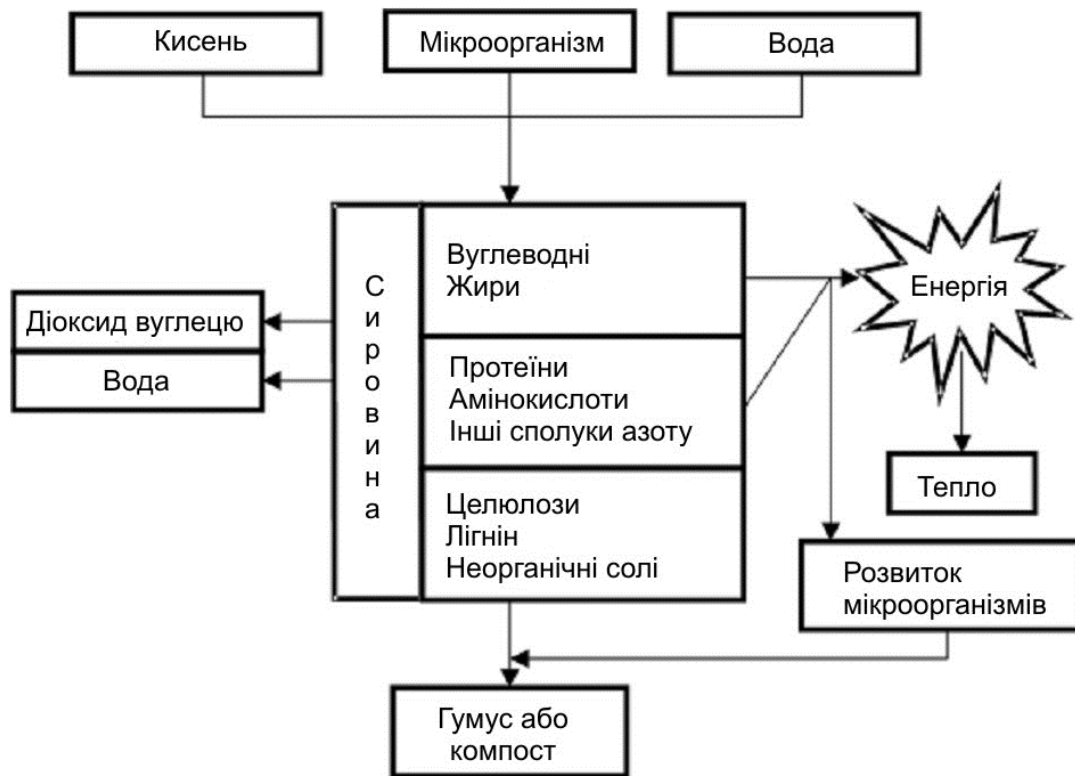 Кисень
Мікроорганізм
Вода
Сировина
Вуглеводні
Жири
Протеїни
Амінокислоти
Інші сполуки азоту
Целюлози
Лігнін
Неорганічні солі
Діоксид вуглецю
Вода
Енергія
Тепло
Розвиток
мікроорганізмів
Гумус або
компост